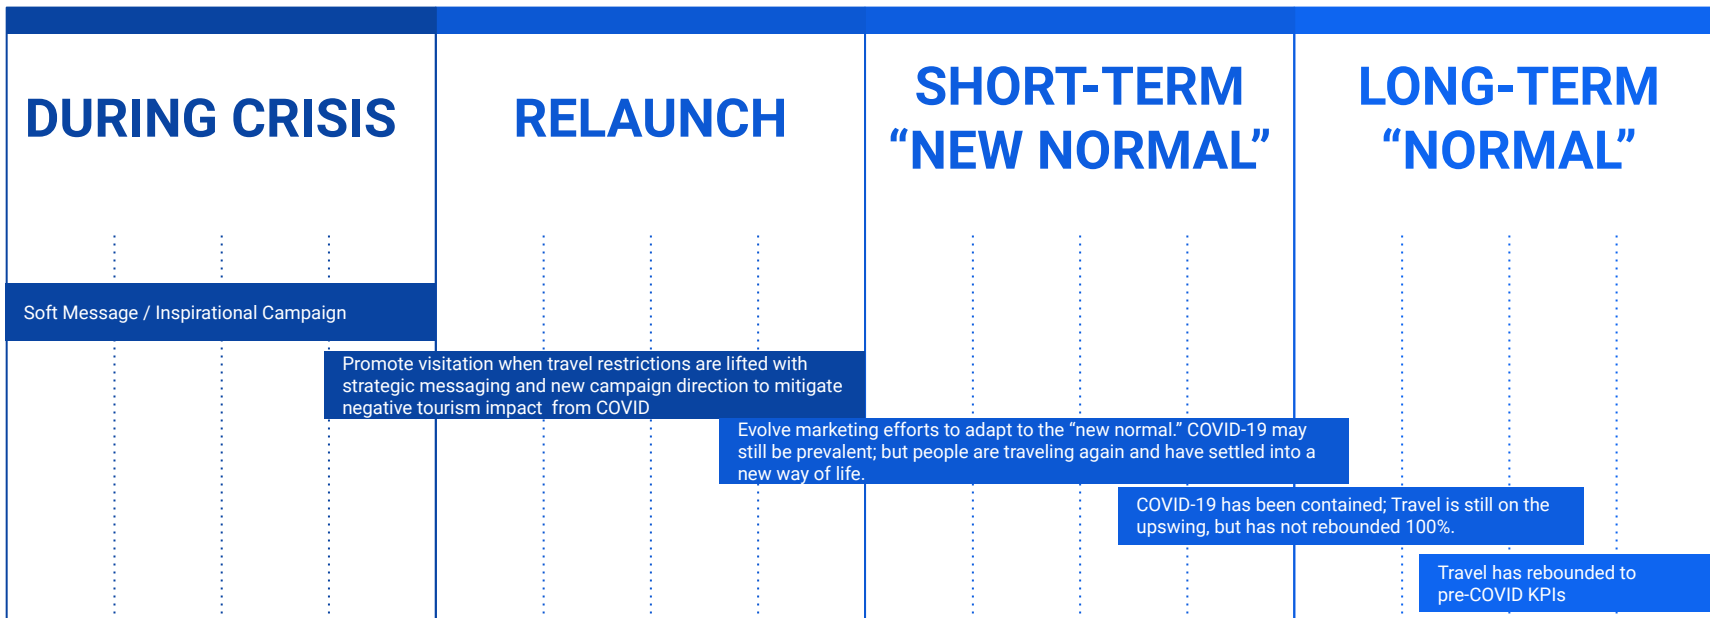 DURING CRISIS
RELAUNCH
SHORT-TERM
“NEW NORMAL”
LONG-TERM
“NORMAL”
Soft Message / Inspirational Campaign
Promote visitation when travel restrictions are lifted with
strategic messaging and new campaign direction to mitigate
negative tourism impact  from COVID
Evolve marketing efforts to adapt to the “new normal.” COVID-19 may
still be prevalent; but people are traveling again and have settled into a
new way of life.
COVID-19 has been contained; Travel is still on the
upswing, but has not rebounded 100%.
Travel has rebounded to
pre-COVID KPIs